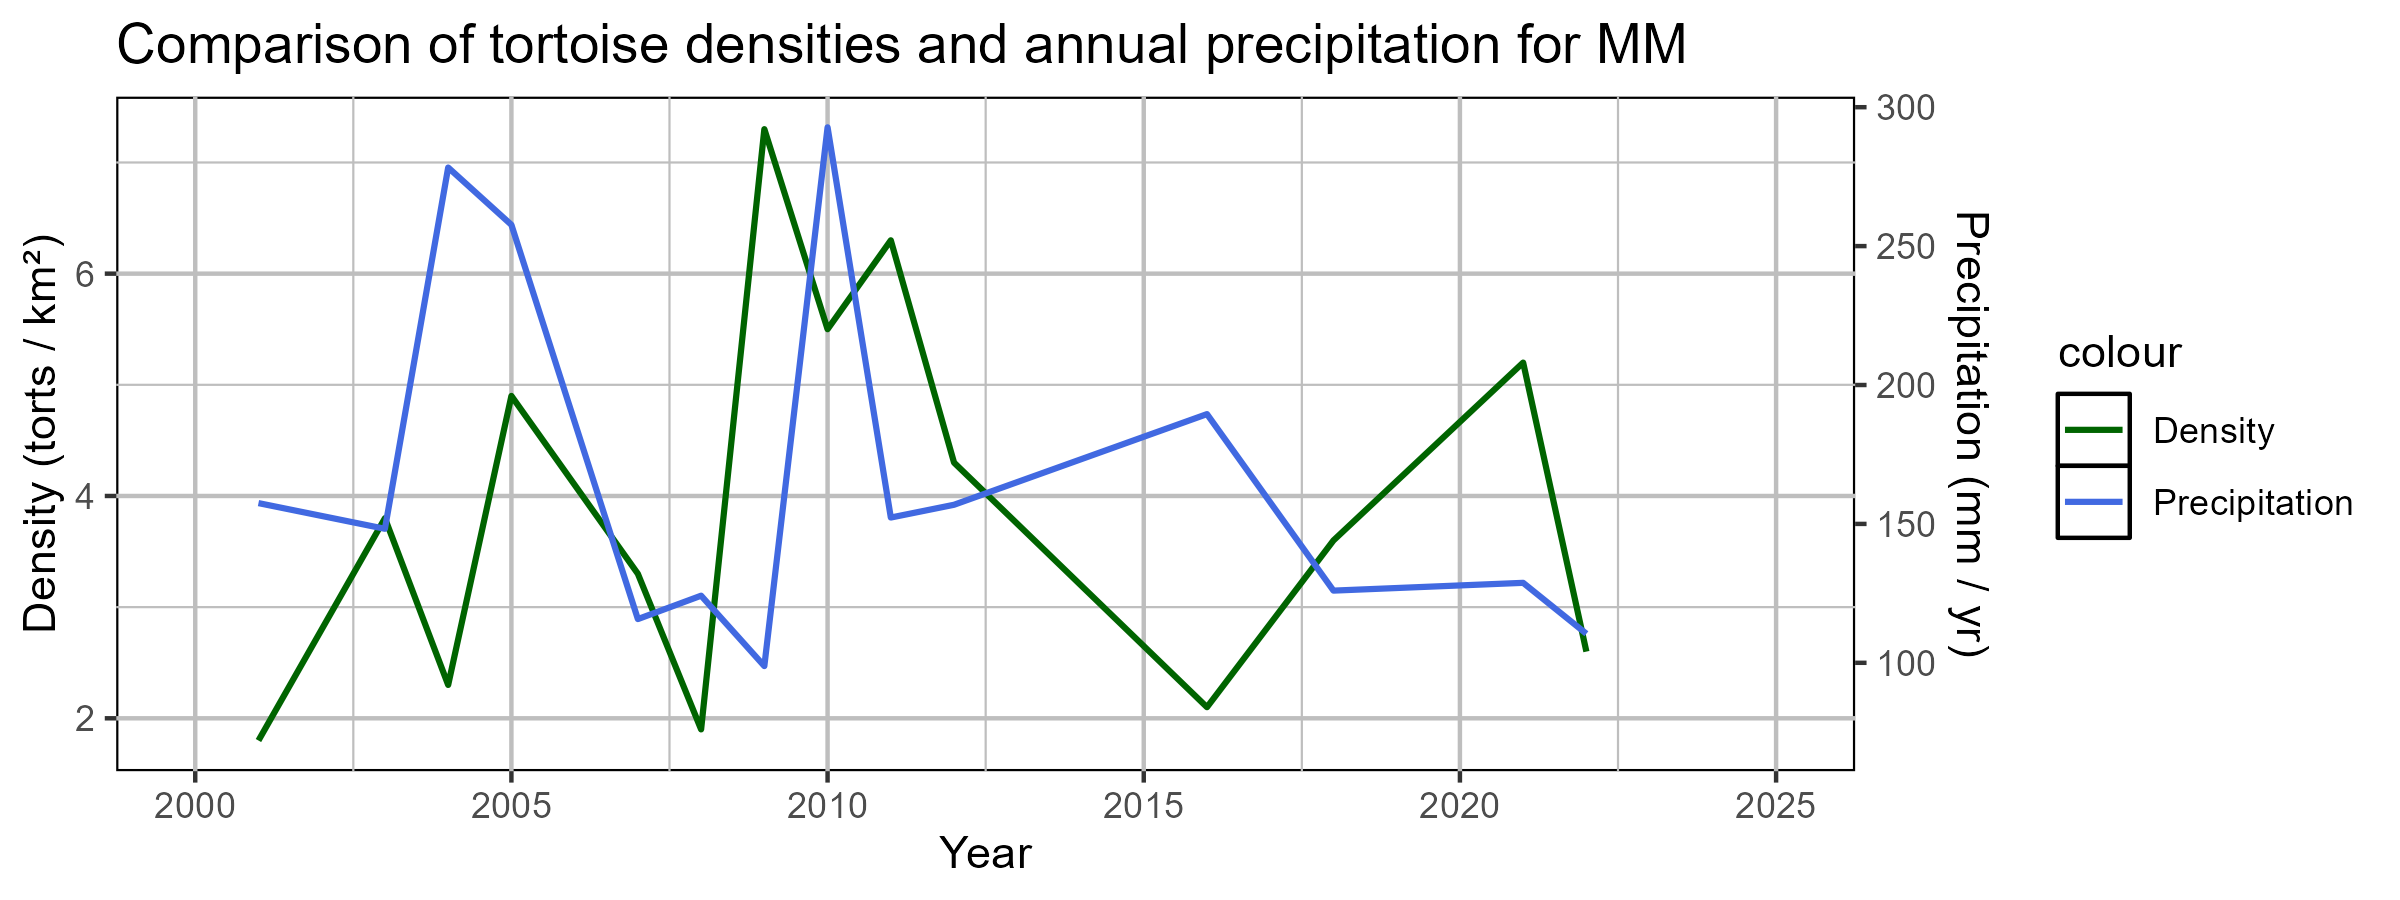 Comparison of tortoise densities and annual precipitation for MM
Density (torts / km²)
6
4
2
300
250
200
150
100
Precipitation (mm / yr)
2000 2005 2010 2015 2020 2025
Year
colour
Density
Precipitation